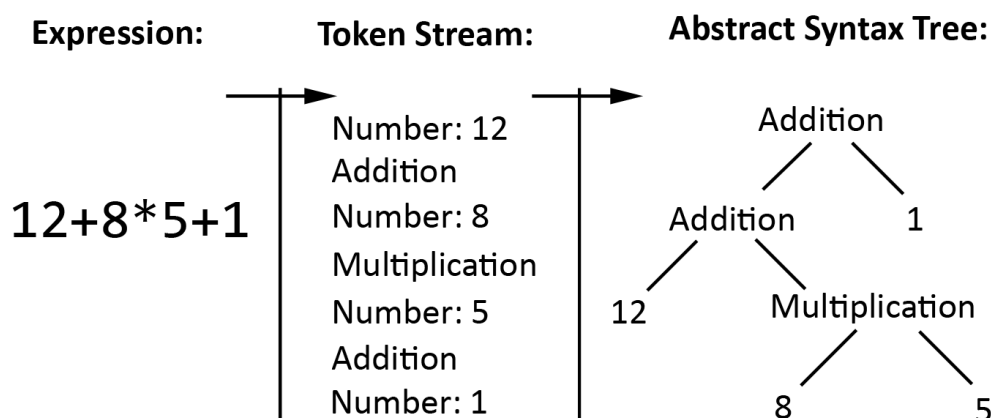 Expression:
12+8*5+1
Token Stream:
Number: 12
Addition
Number: 8
Multiplication
Number: 5
Addition
Number: 1
Abstract Syntax Tree:
Addition
Addition
1
12
Multiplication
8
5